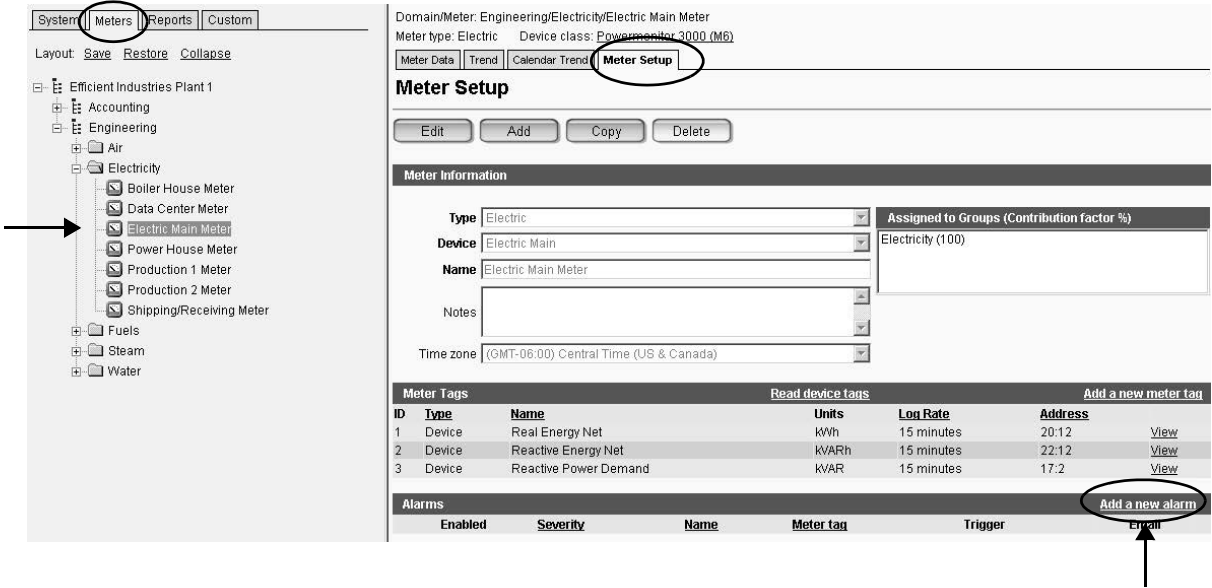 System Meters Reports Custom
Layout: Save Restore Collapse
Efficient Industries Plant 1
Accounting
Engineering
Air
Electricity
Boiler House Meter
Data Center Meter
Electric Main Meter
Power House Meter
Production 1 Meter
Production 2 Meter
Shipping/Receiving Meter
Fuels
Steam
Water
Domain/Meter: Engineering/Electricity/Electric Main Meter
Meter type: Electric Device class: Powermonitor 3000 (M6)
Meter Data Trend Calendar Trend Meter Setup
Meter Setup
Edit Add Copy Delete
Meter Information
Type Electric
Device Electric Main
Name Electric Main Meter
Notes
Time zone (GMT-06:00) Central Time (US & Canada)
Assigned to Groups (Contribution factor %)
Electricity (100)
Meter Tags Read device tags Add a new meter tag
ID Type Name Units Log Rate Address
1 Device Real Energy Net kWh 15 minutes 20:12 View
2 Device Reactive Energy Net kVARh 15 minutes 22:12 View
3 Device Reactive Power Demand kVAR 15 minutes 17:2 View
Alarms Add a new alarm
Enabled Severity Name Meter tag Trigger Email